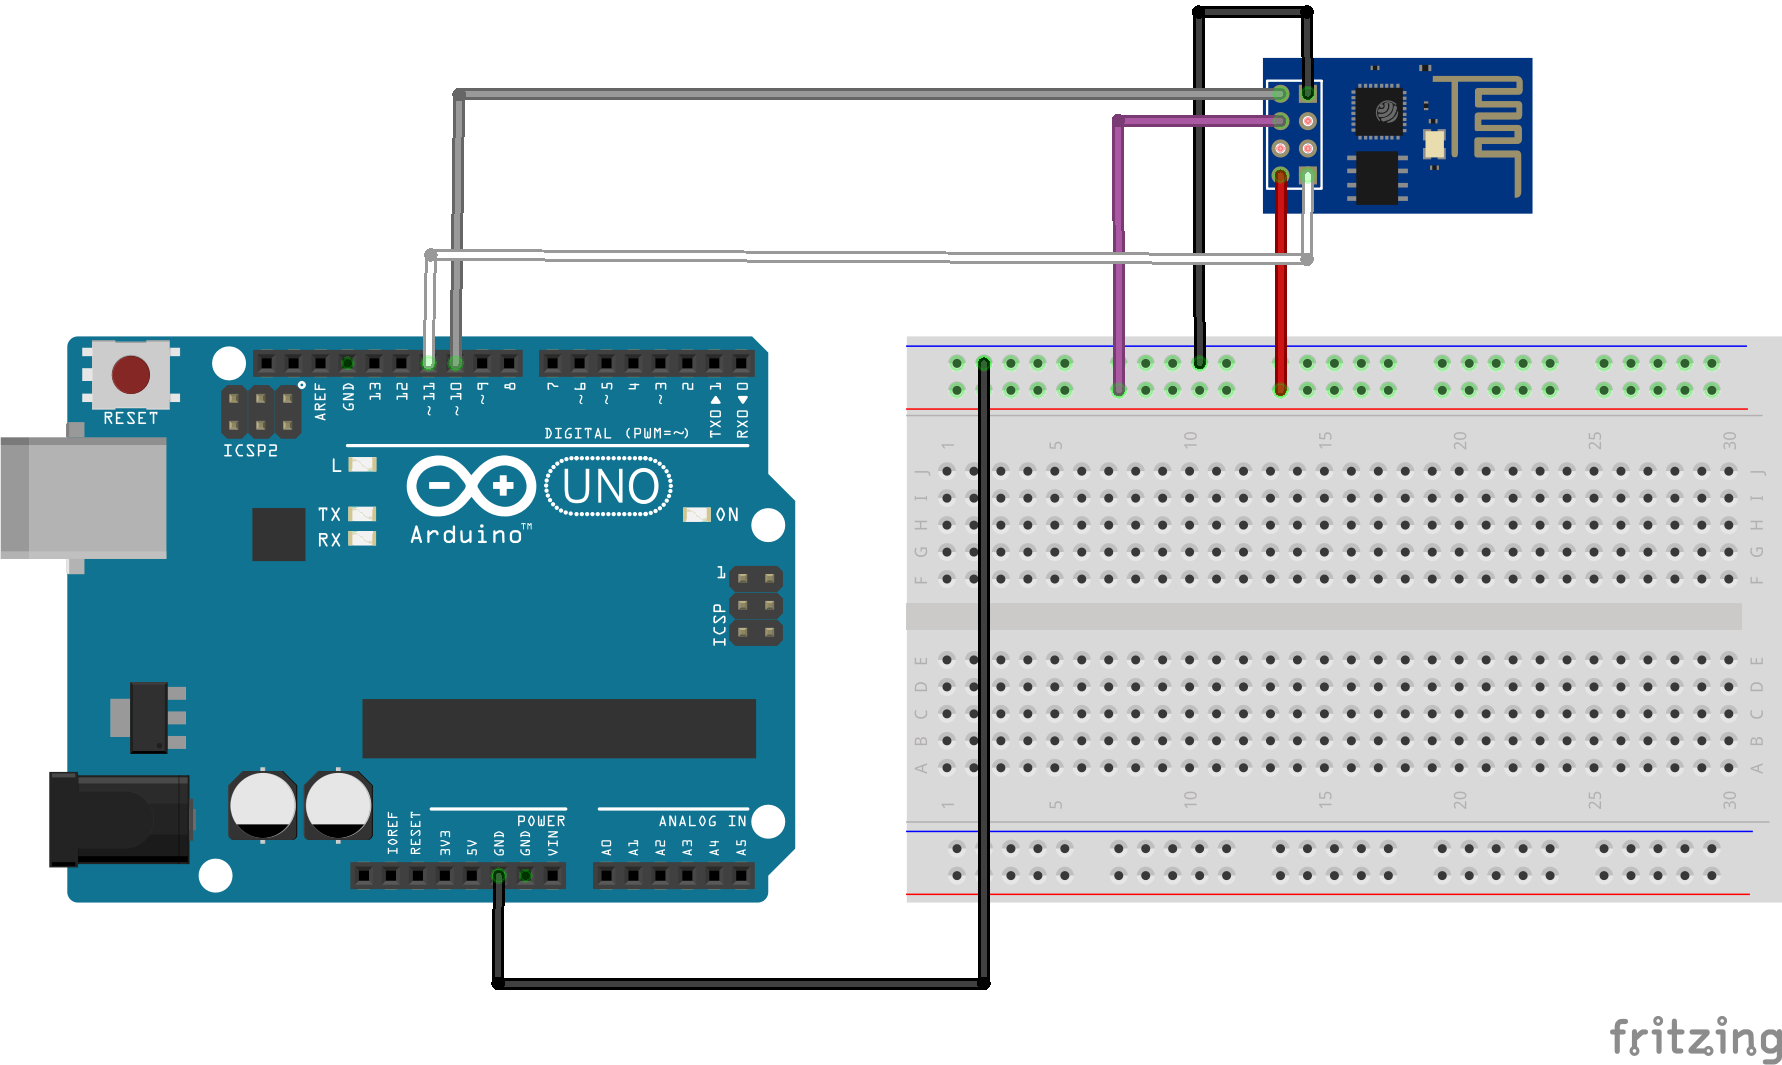 RESET
ICSP2
AREF
GND
13
12
~11
~10
~9
8
7
~6
~5
4
~3
2
TX0▶1
RX0◀0
DIGITAL (PWM=~)
L
TX
RX
UNO
Arduino™
ON
1
ICSP
IOREF
RESET
3V3
5V
GND
GND
VIN
POWER
A0
A1
A2
A3
A4
A5
ANALOG IN
1 5 10 15 20 25 30
J J
I I
H H
G G
F F
E E
D D
C C
B B
A A
1 5 10 15 20 25 30
fritzing